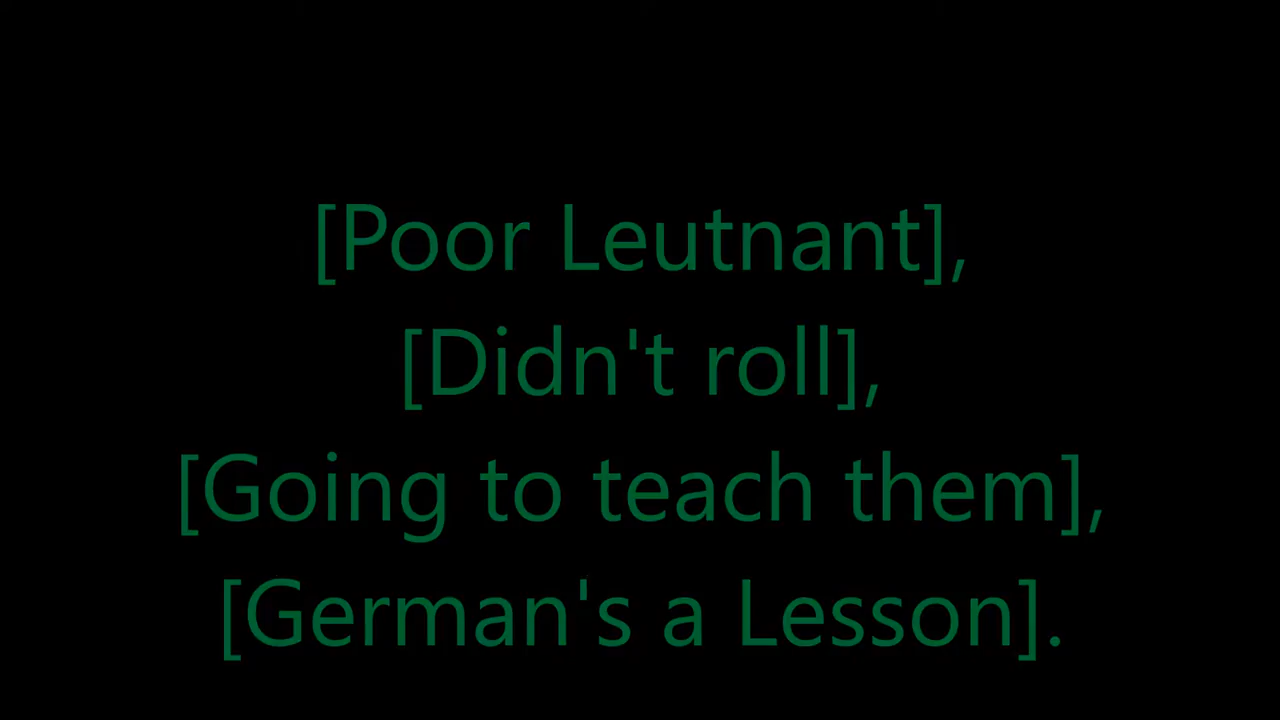 [Poor Leutnant],
[Didn't roll],
[Going to teach them],
[German's a Lesson].